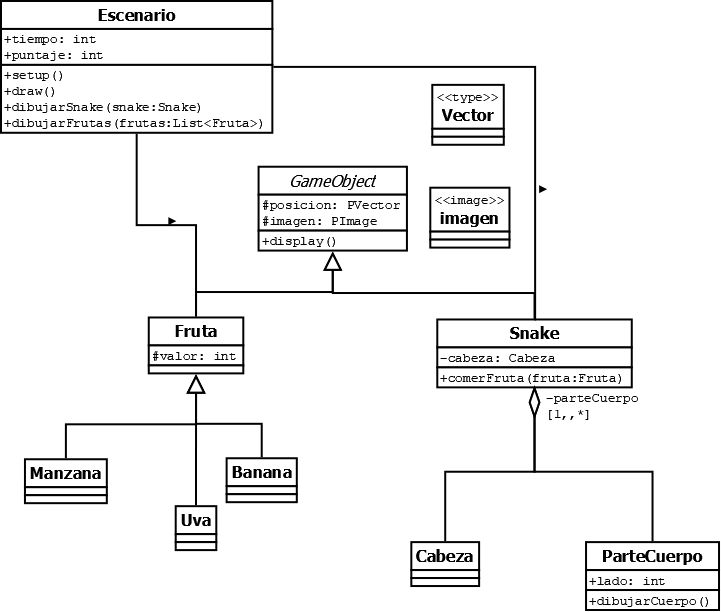 Escenario
+tiempo: int
+puntaje: int
+setup()
+draw()
+dibujarSnake(snake:Snake)
+dibujarFrutas(frutas:List<Fruta>)
<<type>>
Vector
GameObject
#posicion: PVector
#imagen: PImage
+display()
<<image>>
imagen
Fruta
#valor: int
Snake
-cabeza: Cabeza
+comerFruta(fruta:Fruta)
-parteCuerpo
[1,,*]
Manzana
Banana
Uva
Cabeza
ParteCuerpo
+lado: int
+dibujarCuerpo()